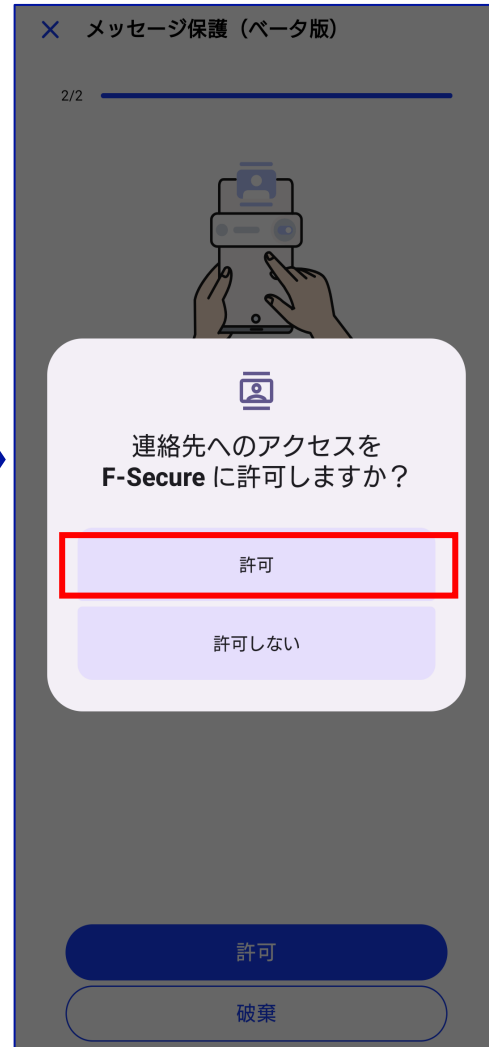 メッセージ保護（ベータ版）
2/2
連絡先へのアクセスを
F-Secure に許可しますか？
許可
許可しない
許可
破棄